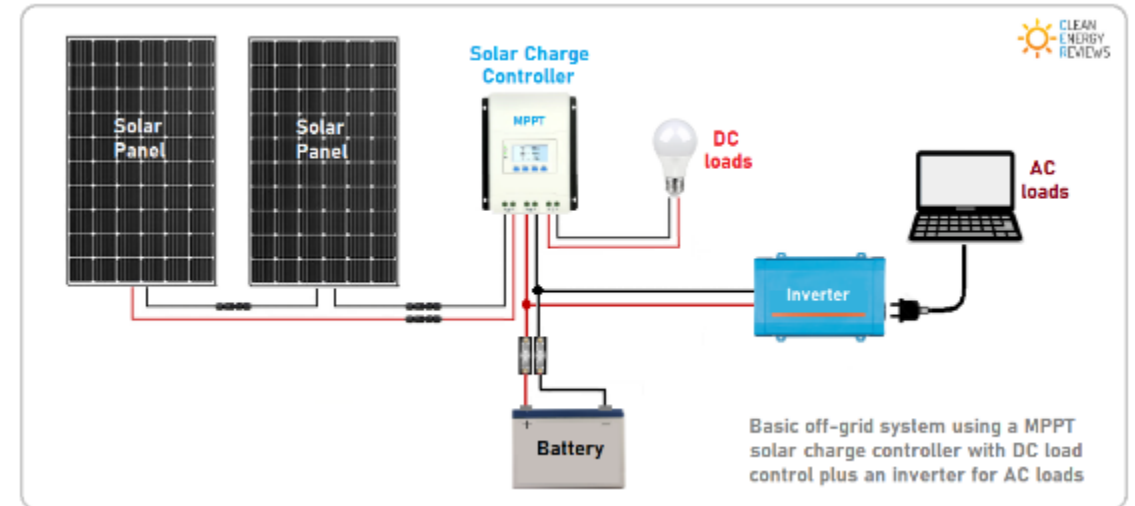 CLEAN
ENERGY
REVIEWS
Solar Charge
Controller
Solar
Panel
Solar
Panel
MPPT
DC
loads
AC
loads
Inverter
+
-
Battery
Basic off-grid system using a MPPT
solar charge controller with DC load
control plus an inverter for AC loads